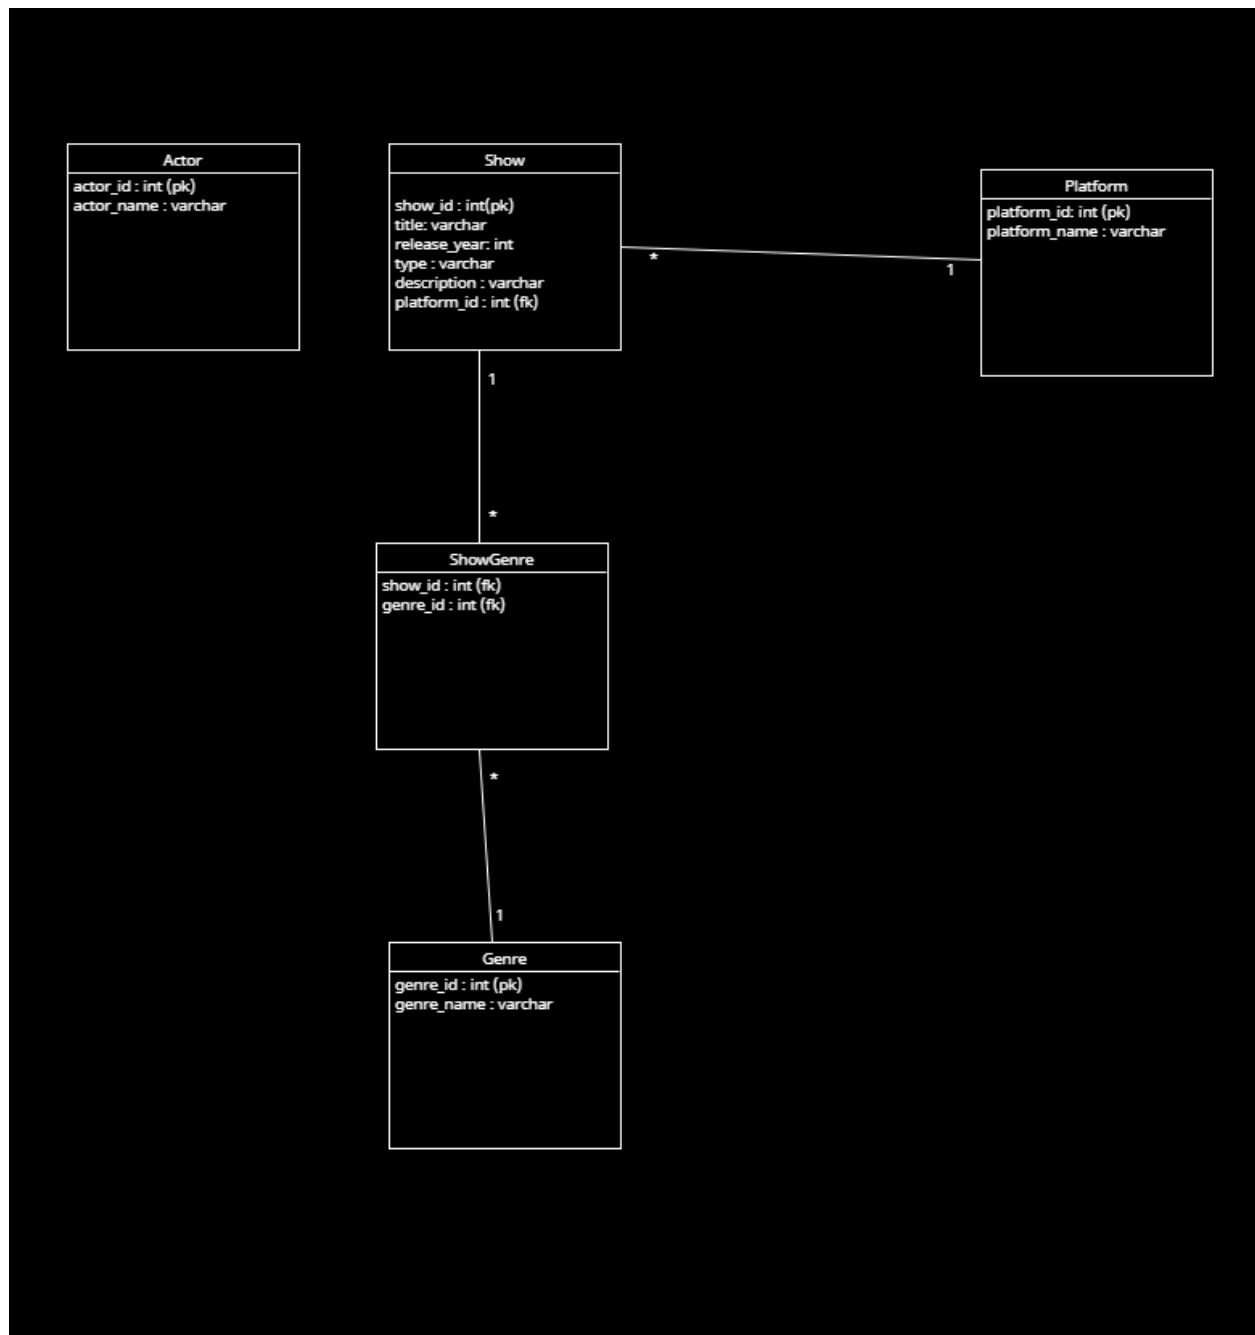 Actor
actor_id : int (pk)
actor_name : varchar
Show
show_id : int(pk)
title: varchar
release_year: int
type : varchar
description : varchar
platform_id : int (fk)
Platform
platform_id: int (pk)
platform_name : varchar
*
1
1
*
ShowGenre
show_id : int (fk)
genre_id : int (fk)
*
1
Genre
genre_id : int (pk)
genre_name : varchar